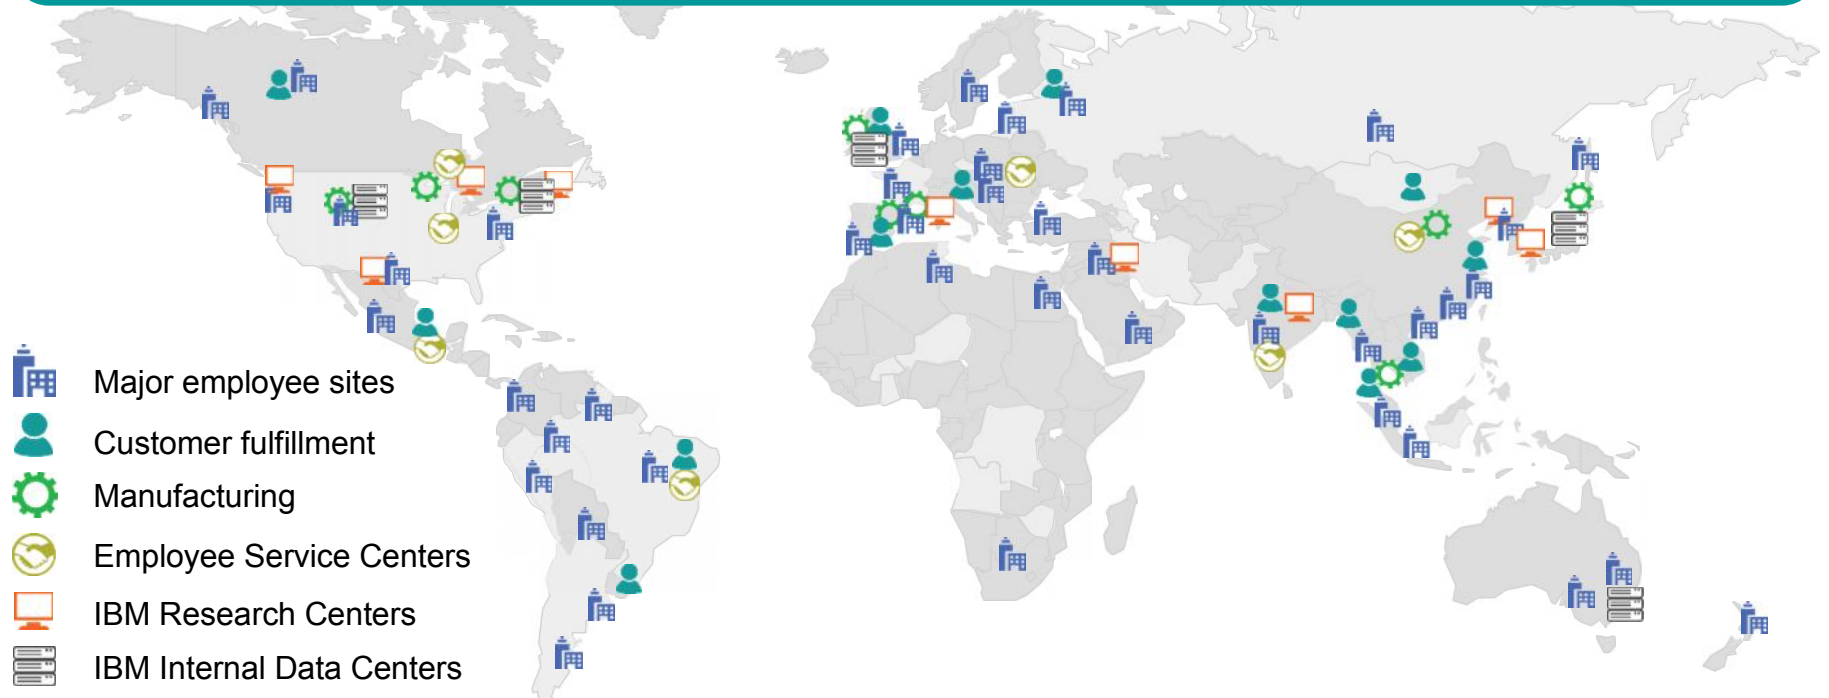 Major employee sites
Customer fulfillment
Manufacturing
Employee Service Centers
IBM Research Centers
IBM Internal Data Centers